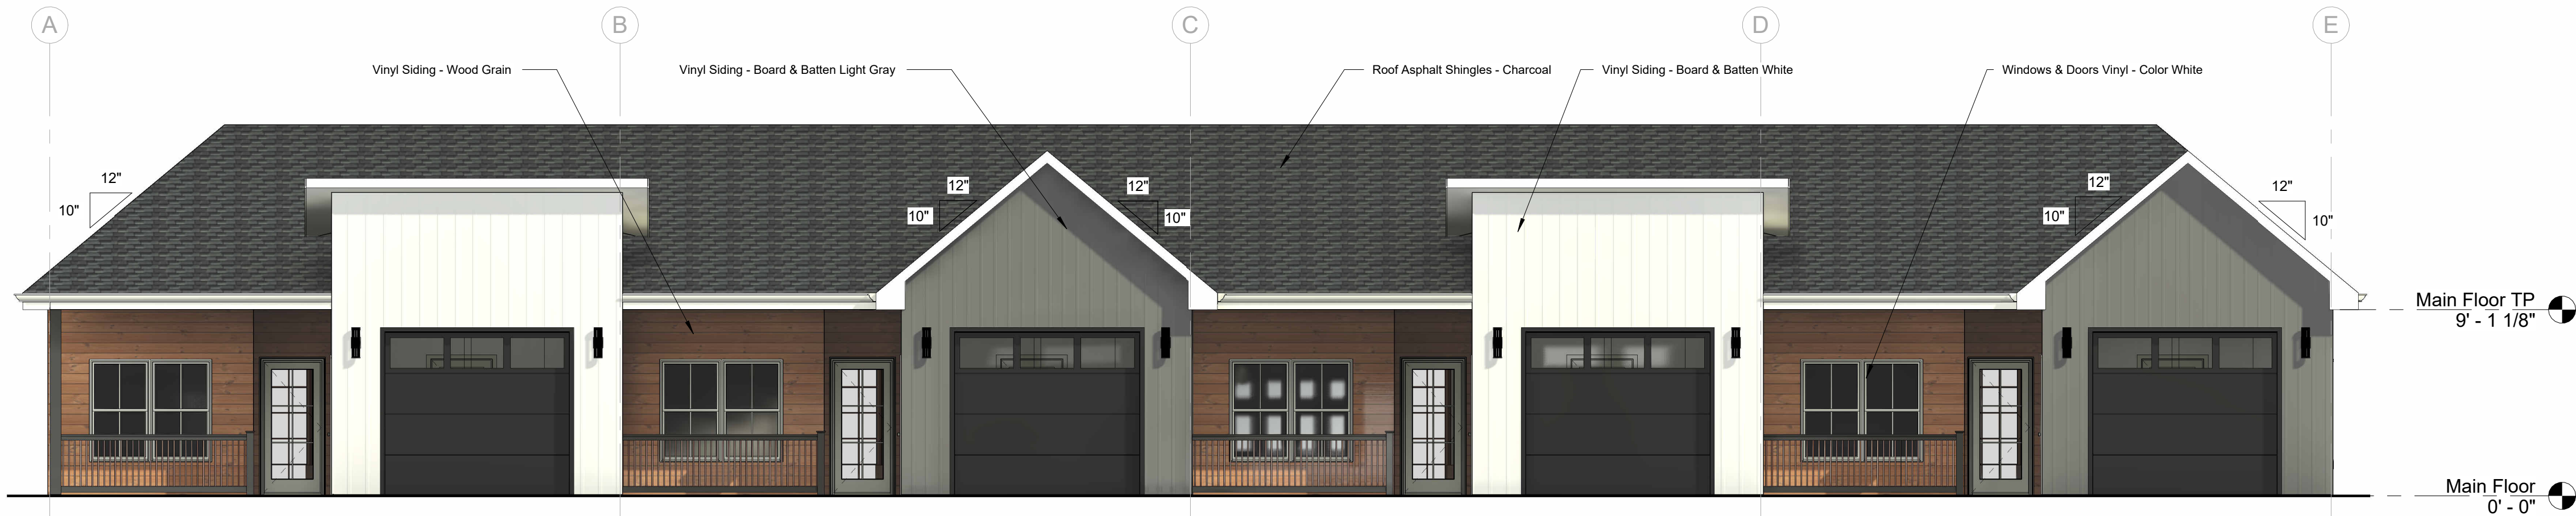 A
B
C
D
E
Vinyl Siding - Wood Grain
Vinyl Siding - Board & Batten Light Gray
Roof Asphalt Shingles - Charcoal
Vinyl Siding - Board & Batten White
Windows & Doors Vinyl - Color White
12"
10"
12"
10"
12"
10"
12"
10"
12"
10"
Main Floor TP
9' - 1 1/8"
Main Floor
0' - 0"